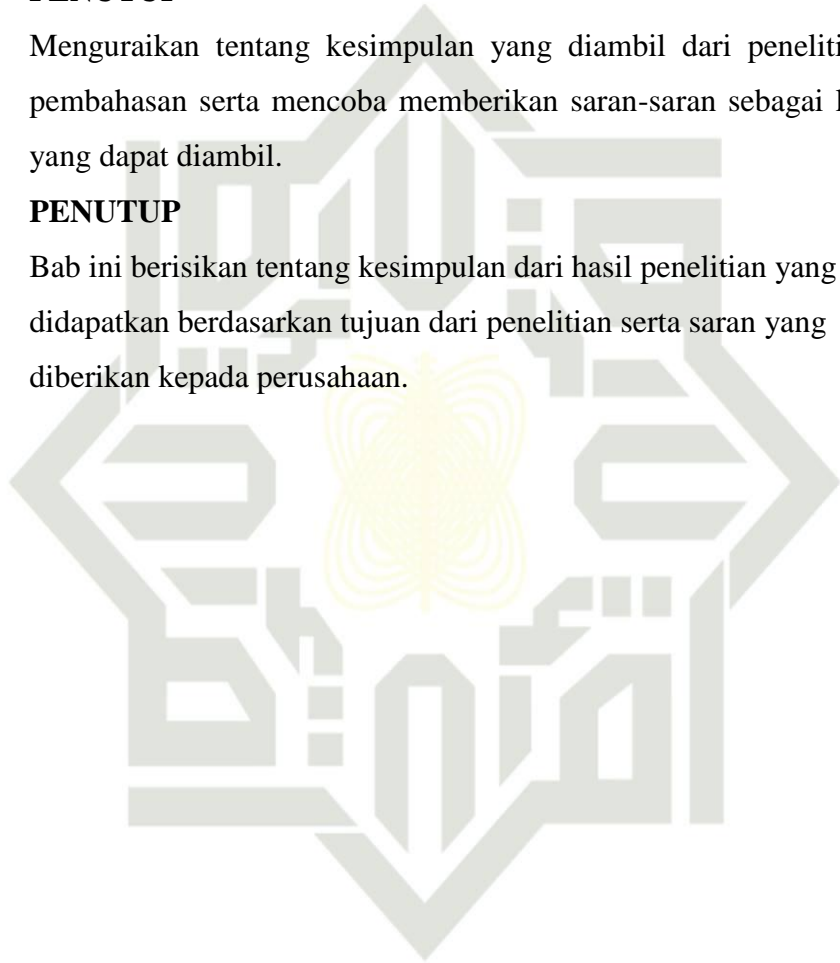 Menguraikan tentang kesimpulan yang diambil dari
pembahasan serta mencoba memberikan saran-saran sebagai
yang dapat diambil.
PENUTUP
Bab ini berisikan tentang kesimpulan dari hasil penelitian yang
didapatkan berdasarkan tujuan dari penelitian serta saran yang
diberikan kepada perusahaan.